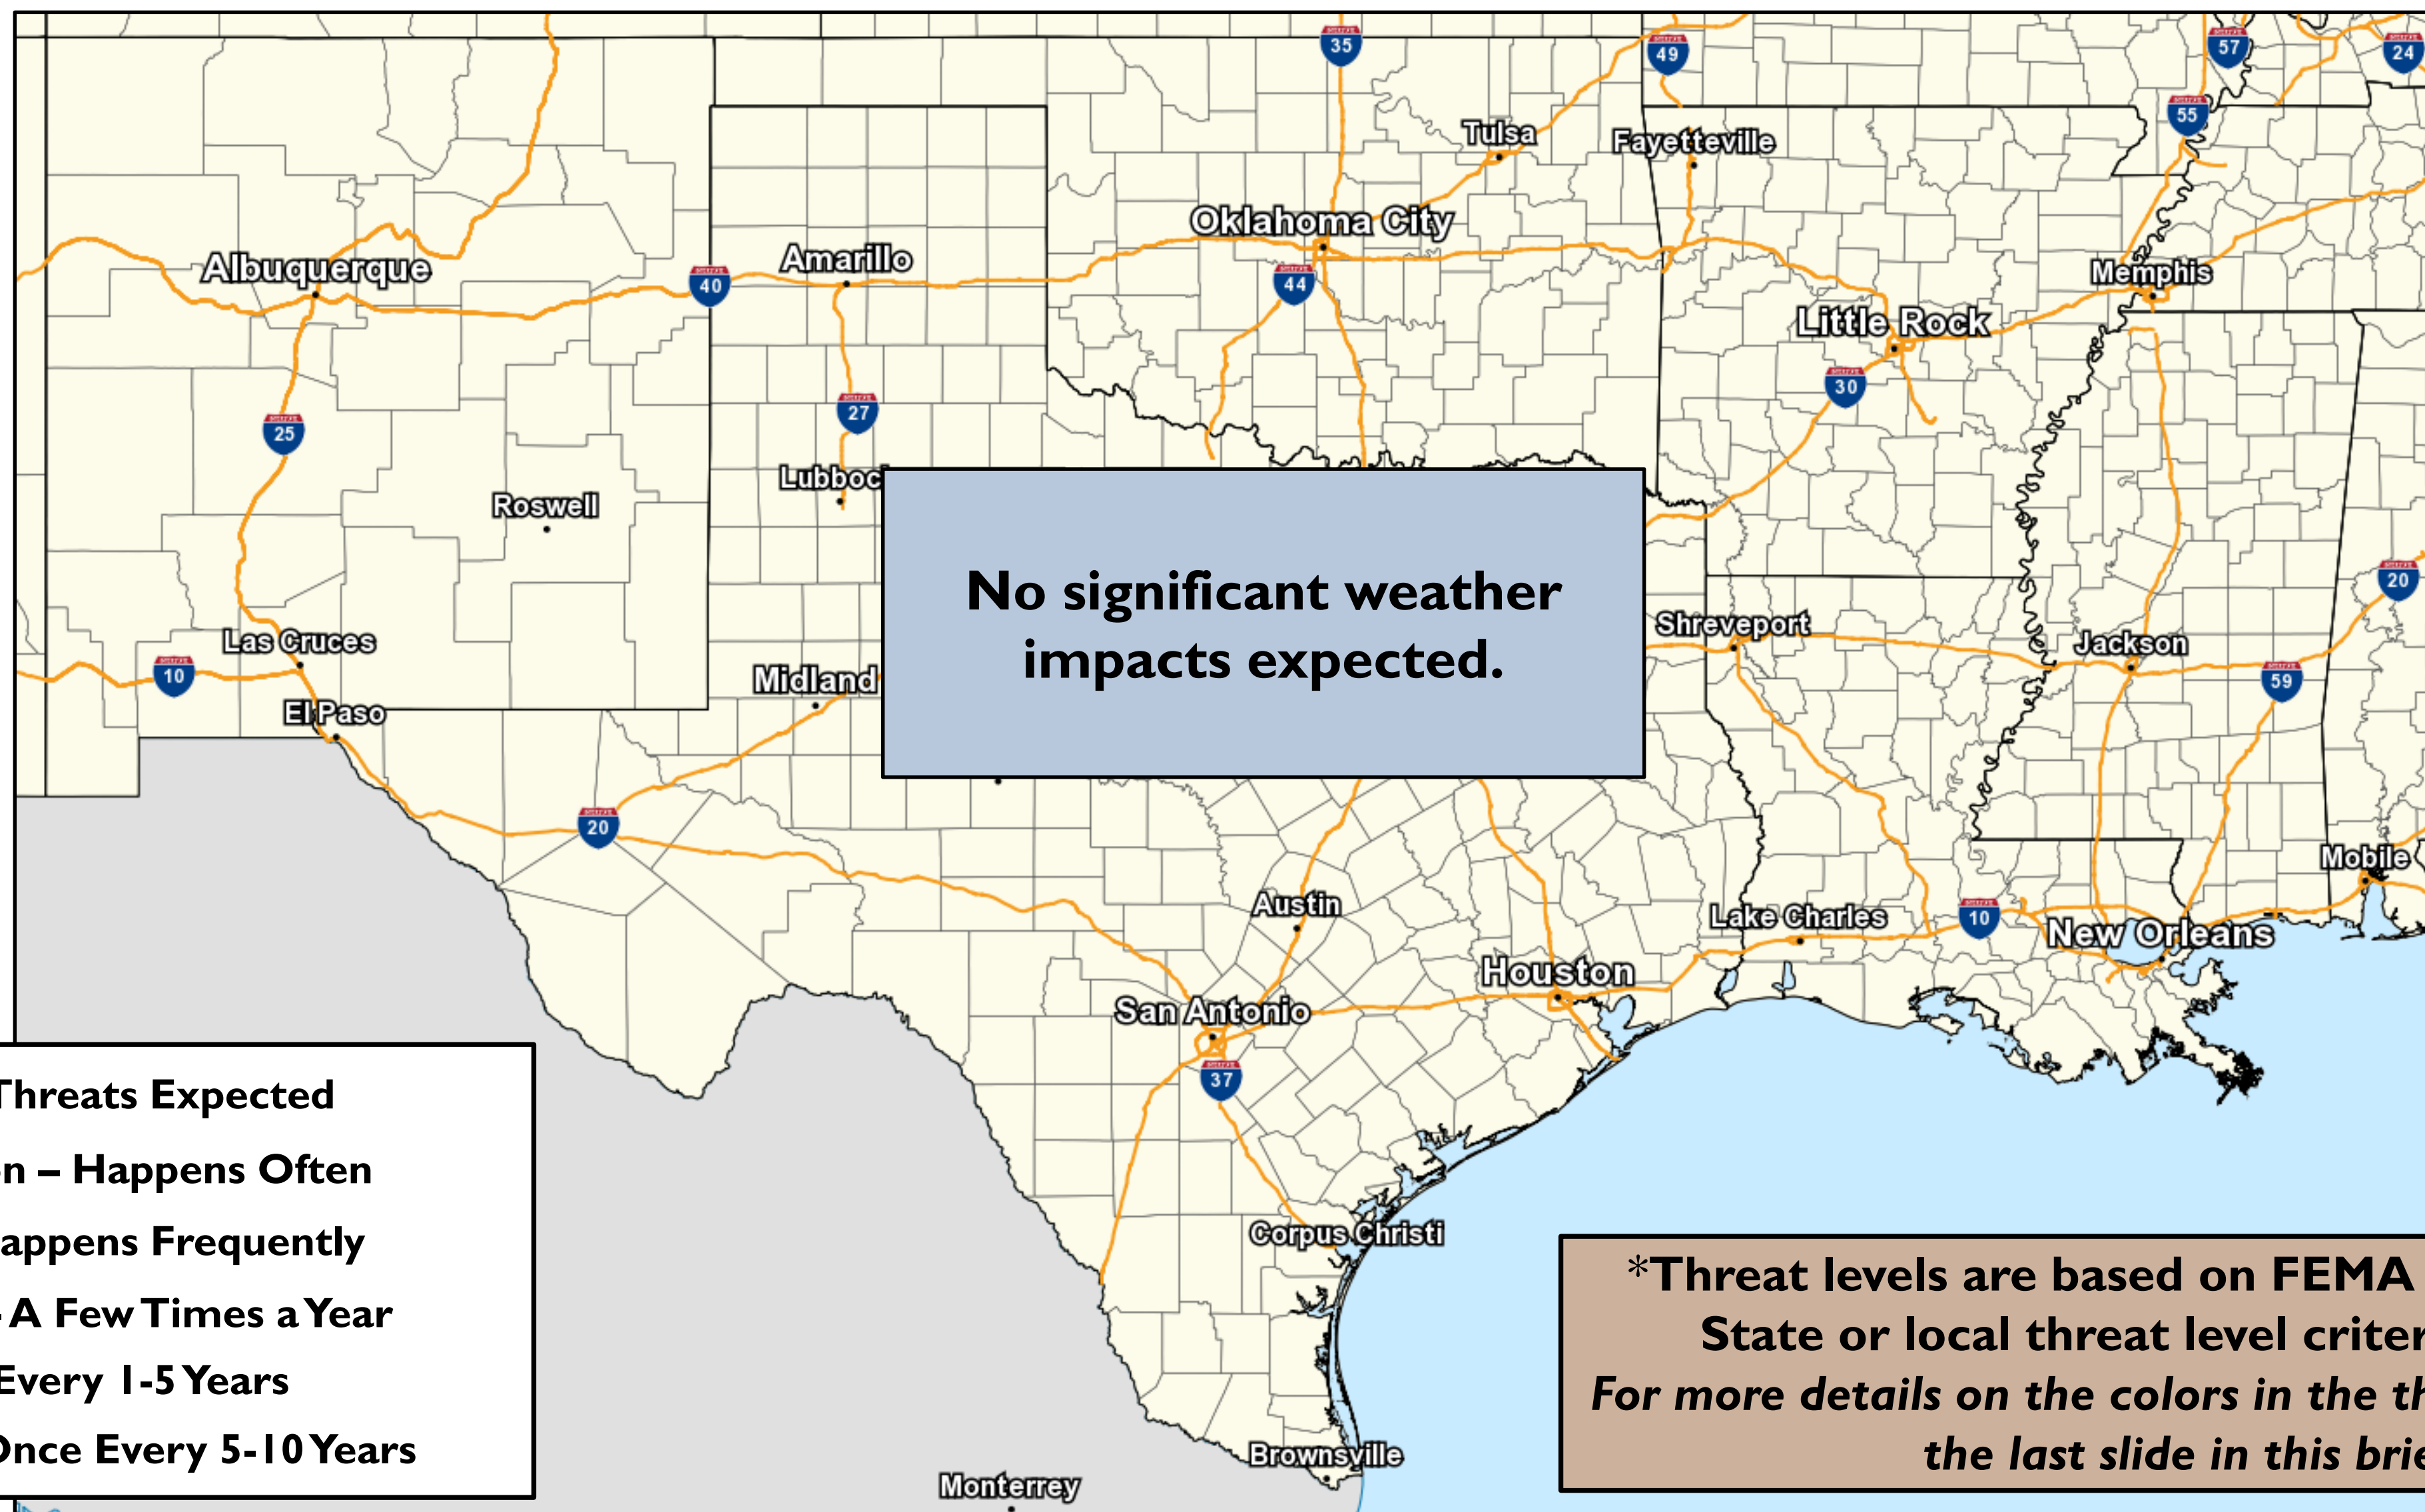 35
49
57
24
55
Tulsa
Fayetteville
Oklahoma City
Albuquerque
Amarillo
40
44
Memphis
Little Rock
30
27
25
Lubboc
Roswell
No significant weather
impacts expected.
20
Shreveport
Jackson
Las Cruces
10
Midland
59
El Paso
20
Mobile
Austin
Lake Charles
10
New Orleans
Houston
San Antonio
37
Threats Expected
n – Happens Often
appens Frequently
- A Few Times a Year
Every 1-5 Years
Once Every 5-10 Years
Corpus Christi
*Threat levels are based on FEMA
State or local threat level criter
For more details on the colors in the th
the last slide in this brie
Brownsville
Monterrey